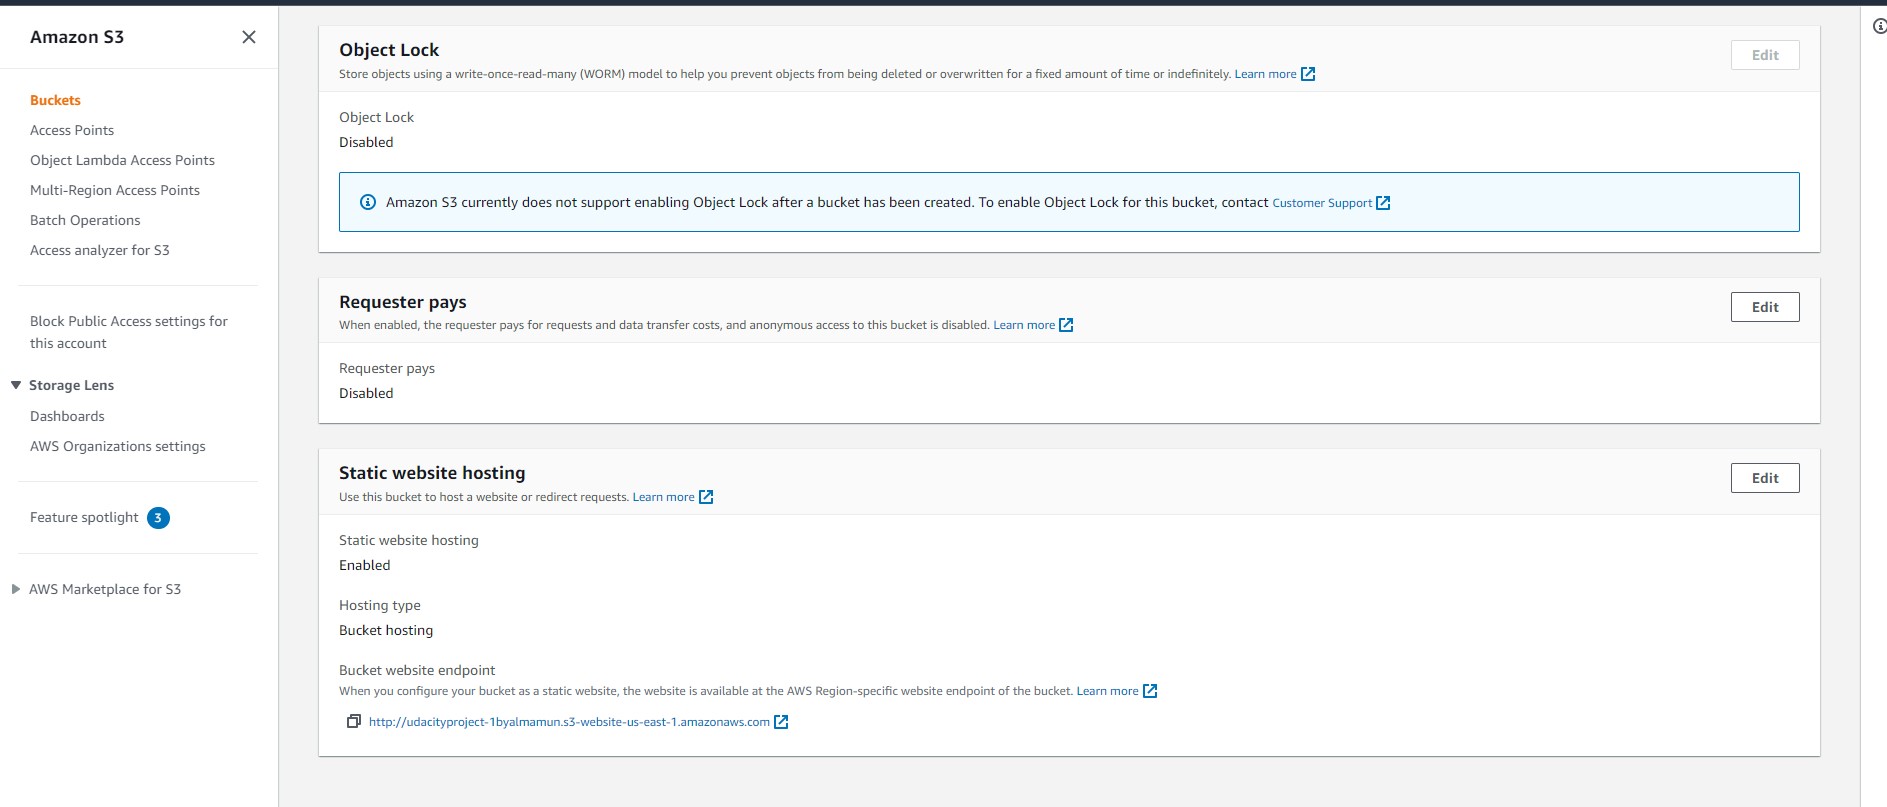 Amazon S3
Buckets
Access Points
Object Lambda Access Points
Multi-Region Access Points
Batch Operations
Access analyzer for S3
Block Public Access settings for
this account
Storage Lens
Dashboards
AWS Organizations settings
Feature spotlight 3
AWS Marketplace for S3
Object Lock
Edit
Store objects using a write-once-read-many (WORM) model to help you prevent objects from being deleted or overwritten for a fixed amount of time or indefinitely. Learn more
Object Lock
Disabled
Amazon S3 currently does not support enabling Object Lock after a bucket has been created. To enable Object Lock for this bucket, contact Customer Support
Requester pays
Edit
When enabled, the requester pays for requests and data transfer costs, and anonymous access to this bucket is disabled. Learn more
Requester pays
Disabled
Static website hosting
Edit
Use this bucket to host a website or redirect requests. Learn more
Static website hosting
Enabled
Hosting type
Bucket hosting
Bucket website endpoint
When you configure your bucket as a static website, the website is available at the AWS Region-specific website endpoint of the bucket. Learn more
http://udacityproject-1byalmamun.s3-website-us-east-1.amazonaws.com